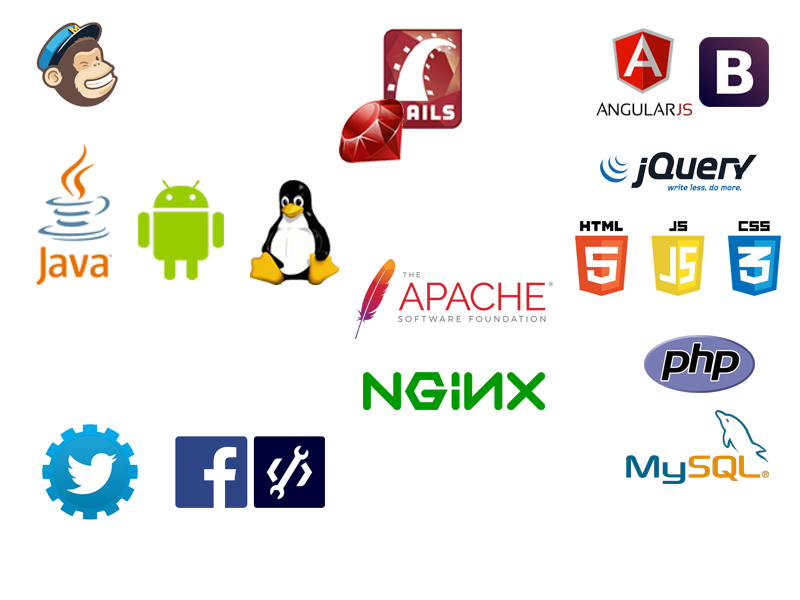 AILS
ANGULARJS
B
jQuery
write less, do more.
Java™
HTML
JS
CSS
5
JS
3
THE
APACHE®
SOFTWARE FOUNDATION
php
NGiNX
MySQL®
f